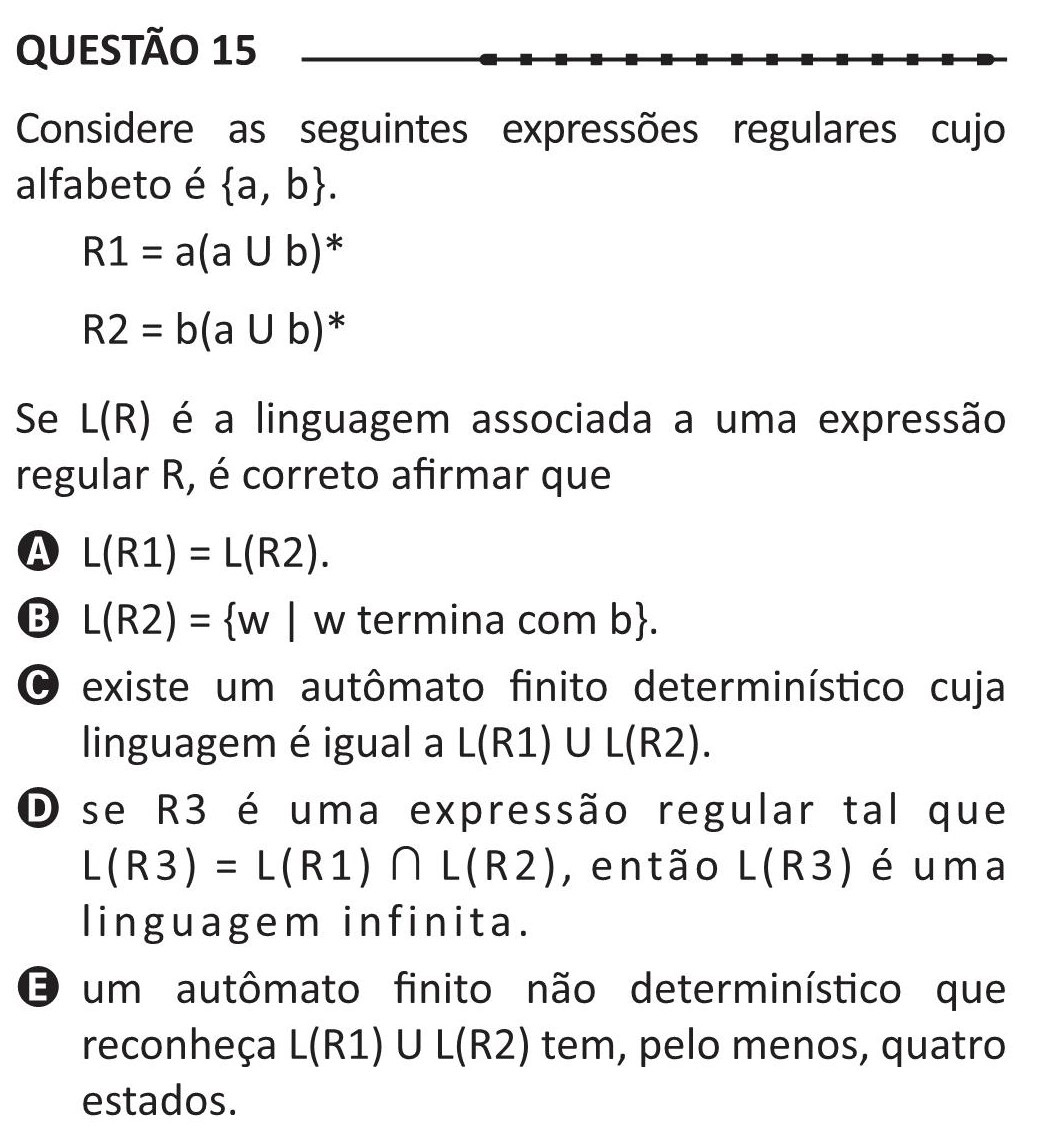 QUESTÃO 15
Considere as seguintes expressões regulares cujo
alfabeto é {a, b}.
R1 = a(a U b)*
R2 = b(a U b)*
Se L(R) é a linguagem associada a uma expressão
regular R, é correto afirmar que
A L(R1) = L(R2).
B L(R2) = {w | w termina com b}.
C existe um autômato finito determinístico cuja
linguagem é igual a L(R1) U L(R2).
D se R3 é uma expressão regular tal que
L(R3) = L(R1) ∩ L(R2), então L(R3) é uma
linguagem infinita.
E um autômato finito não determinístico que
reconheça L(R1) U L(R2) tem, pelo menos, quatro
estados.